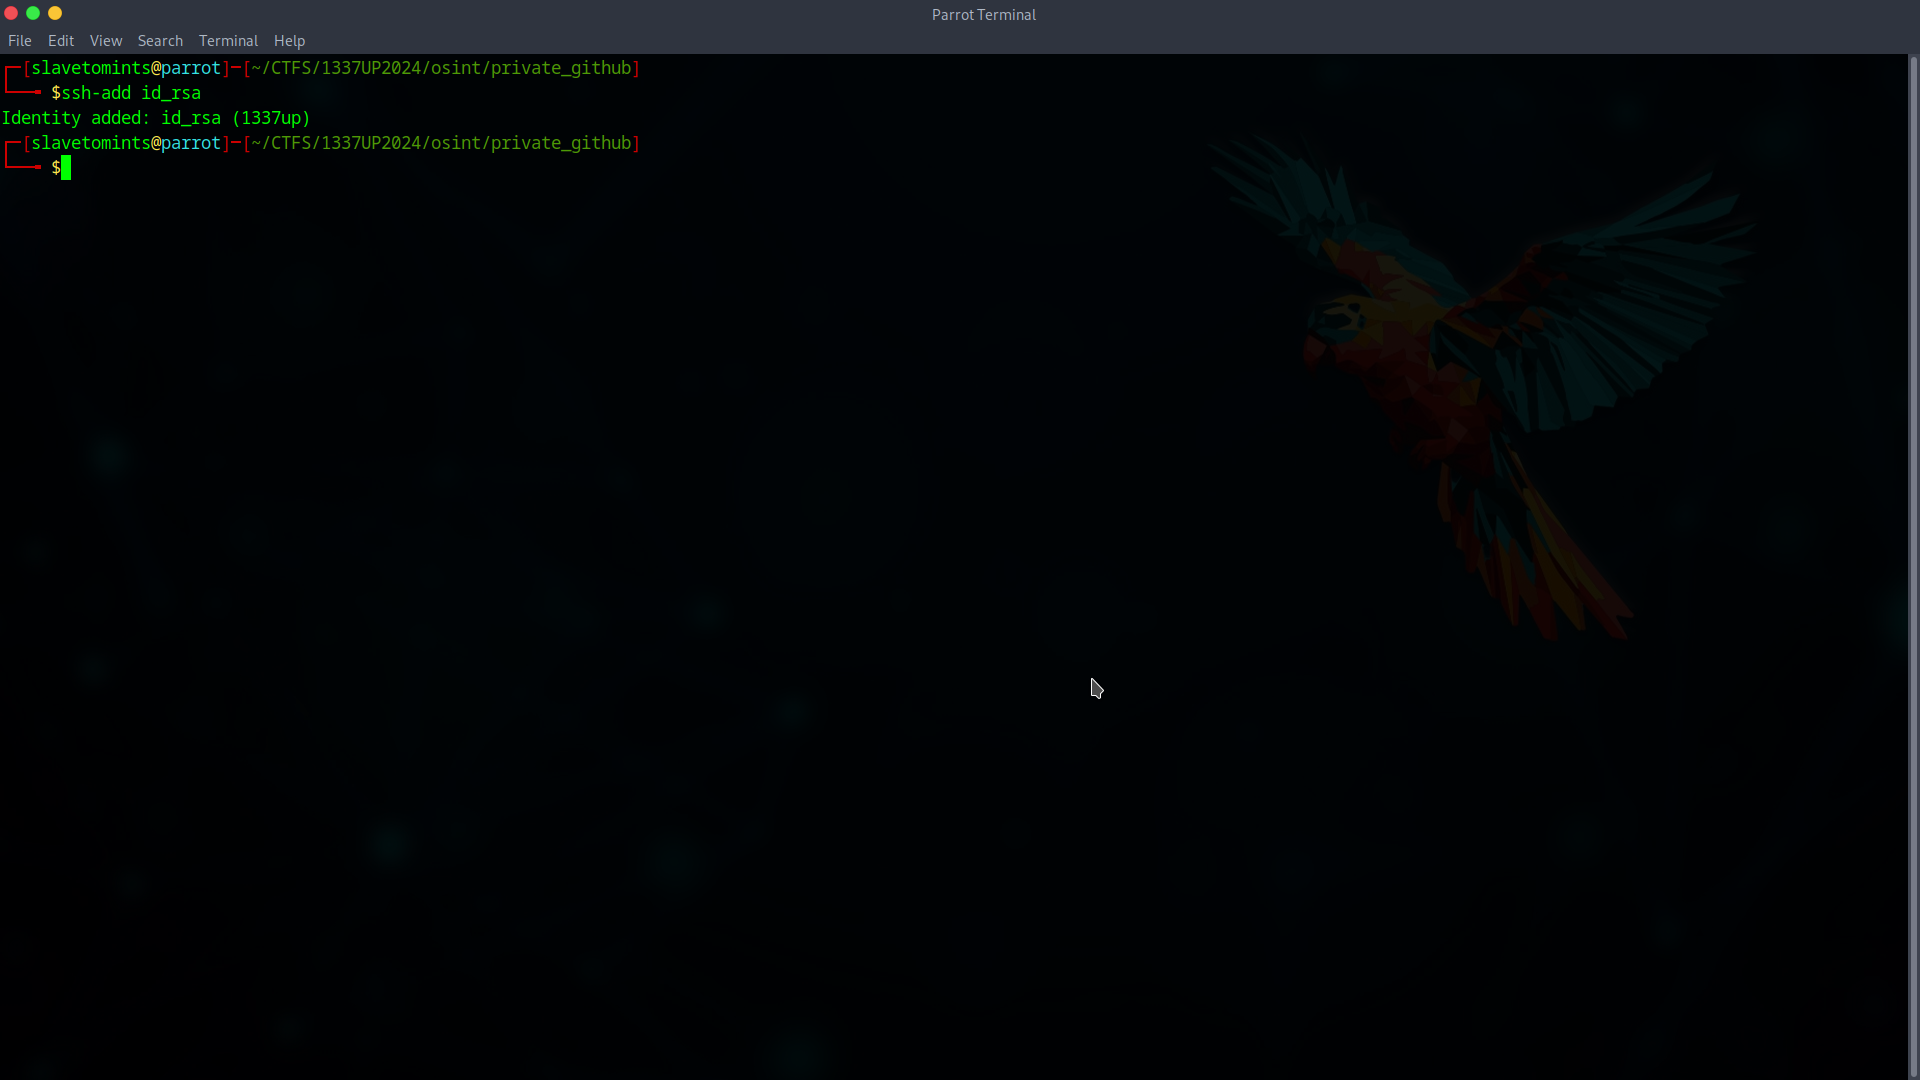 Parrot Terminal
File Edit View Search Terminal Help
┌─[slavetomints@parrot]─[~/CTFS/1337UP2024/osint/private_github]
└──╼ $ssh-add id_rsa
Identity added: id_rsa (1337up)
┌─[slavetomints@parrot]─[~/CTFS/1337UP2024/osint/private_github]
└──╼ $